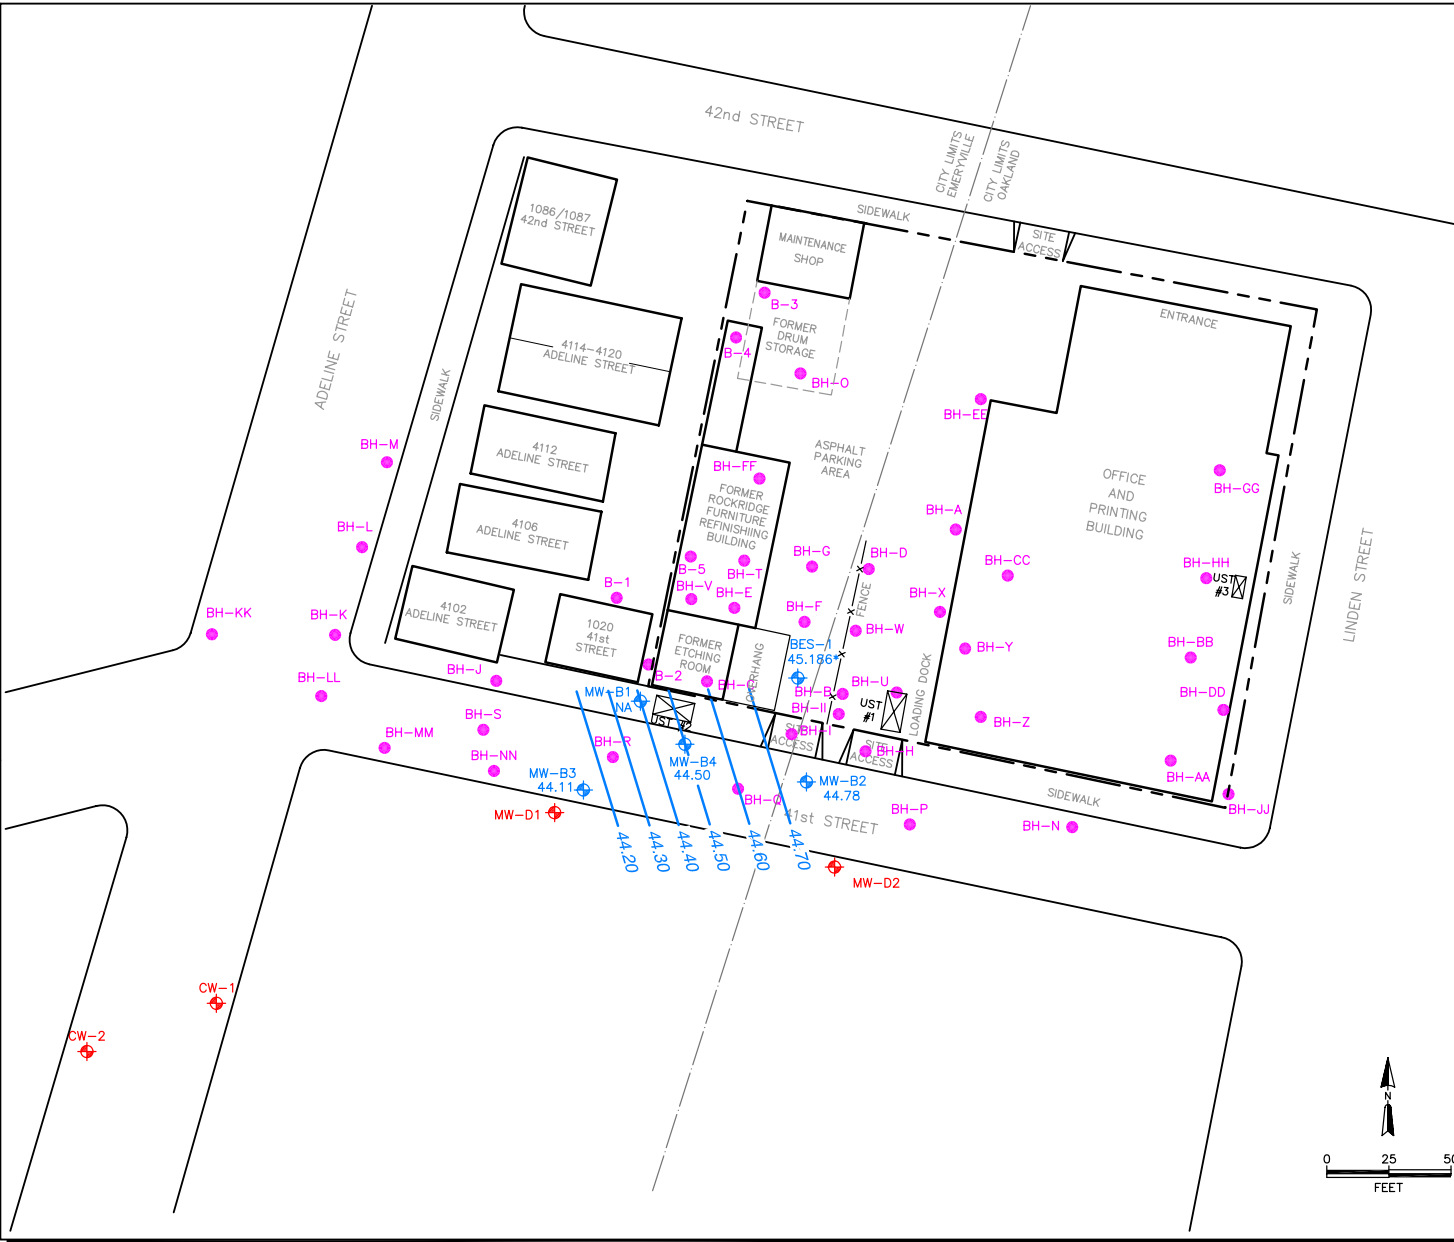 42nd STREET
CITY LIMITS
EMERYVILLE
CITY LIMITS
OAKLAND
1086/1087
42nd STREET
SIDEWALK
SITE
ACCESS
MAINTENANCE
SHOP
B-3
FORMER
DRUM
STORAGE
B-4
BH-O
ENTRANCE
ADELINE STREET
SIDEWALK
4114-4120
ADELINE STREET
BH-EE
4112
ADELINE STREET
BH-M
ASPHALT
PARKING
AREA
BH-FF
FORMER
ROCKRIDGE
FURNITURE
REFINISHING
BUILDING
OFFICE
AND
PRINTING
BUILDING
BH-GG
4106
ADELINE STREET
BH-L
BH-A
BH-G
BH-D
BH-CC
BH-HH
UST
#3
SIDEWALK
LINDEN STREET
B-5
BH-T
BH-V
BH-E
B-1
BH-F
FENCE
BH-X
BH-W
BH-Y
BH-BB
4102
ADELINE STREET
1020
41st
STREET
BH-KK
BH-K
FORMER
ETCHING
ROOM
OVERHANG
BES-1
45.186*
B-2
BH-C
BH-J
BH-LL
MW-B1
NA
UST #2
BH-B
BH-II
BH-U
UST
#1
LOADING DOCK
BH-Z
BH-DD
BH-S
BH-MM
BH-NN
BH-R
SITE
ACCESS
BH-I
SITE
ACCESS
BH-H
MW-B4
44.50
MW-B3
44.11
MW-B2
44.78
BH-AA
BH-JJ
SIDEWALK
MW-D1
BH-Q
41st STREET
BH-P
BH-N
44.20
44.30
44.40
44.50
44.60
44.70
MW-D2
CW-1
CW-2
N
0 25 50
FEET